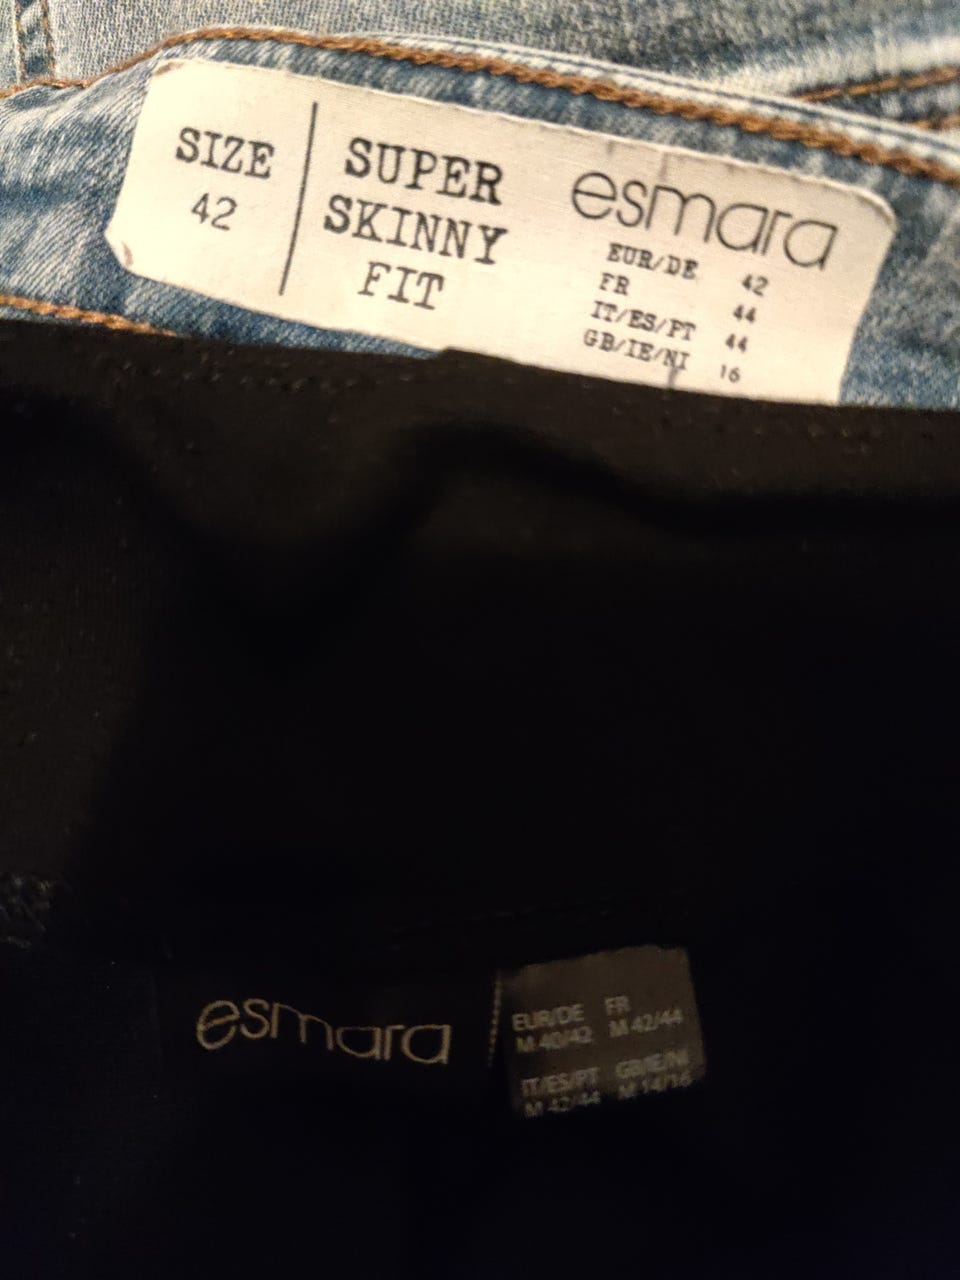 SIZE
42
SUPER
SKINNY
FIT
esmara
EUR/DE 42
FR 44
IT/ES/PT 44
GB/IE/NI 16
esmara
EUR/DE FR
M 40/42 M 42/44
IT/ES/PT GB/IE/NI
M 42/44 M 14/16